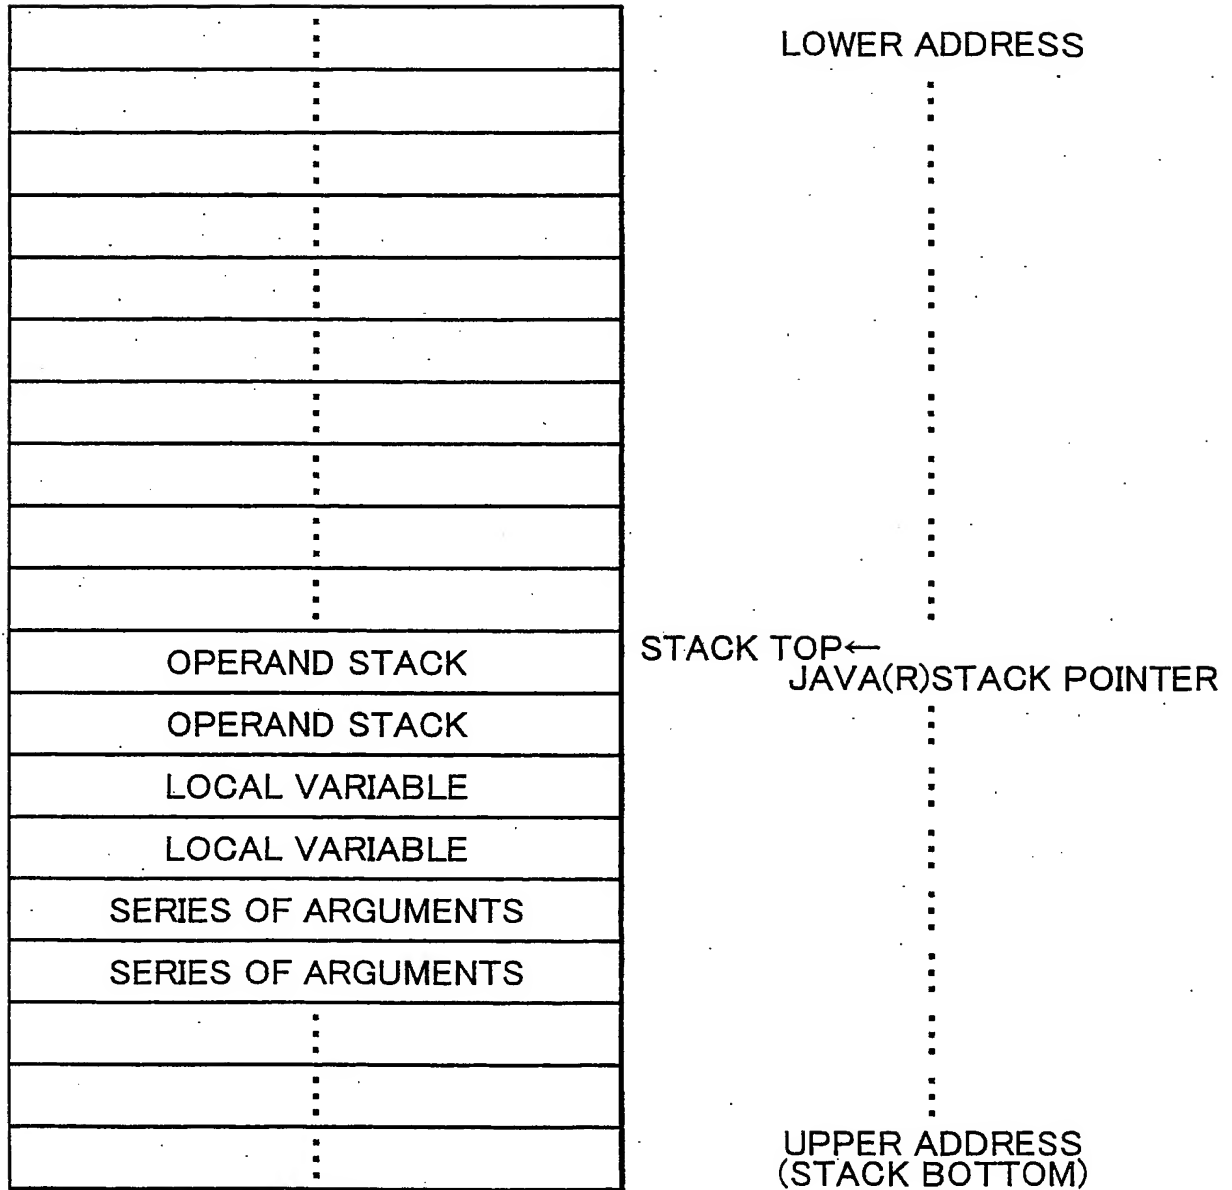 LOWER ADDRESS
OPERAND STACK
STACK TOP←
JAVA(R)STACK POINTER
OPERAND STACK
LOCAL VARIABLE
LOCAL VARIABLE
SERIES OF ARGUMENTS
SERIES OF ARGUMENTS
UPPER ADDRESS
(STACK BOTTOM)